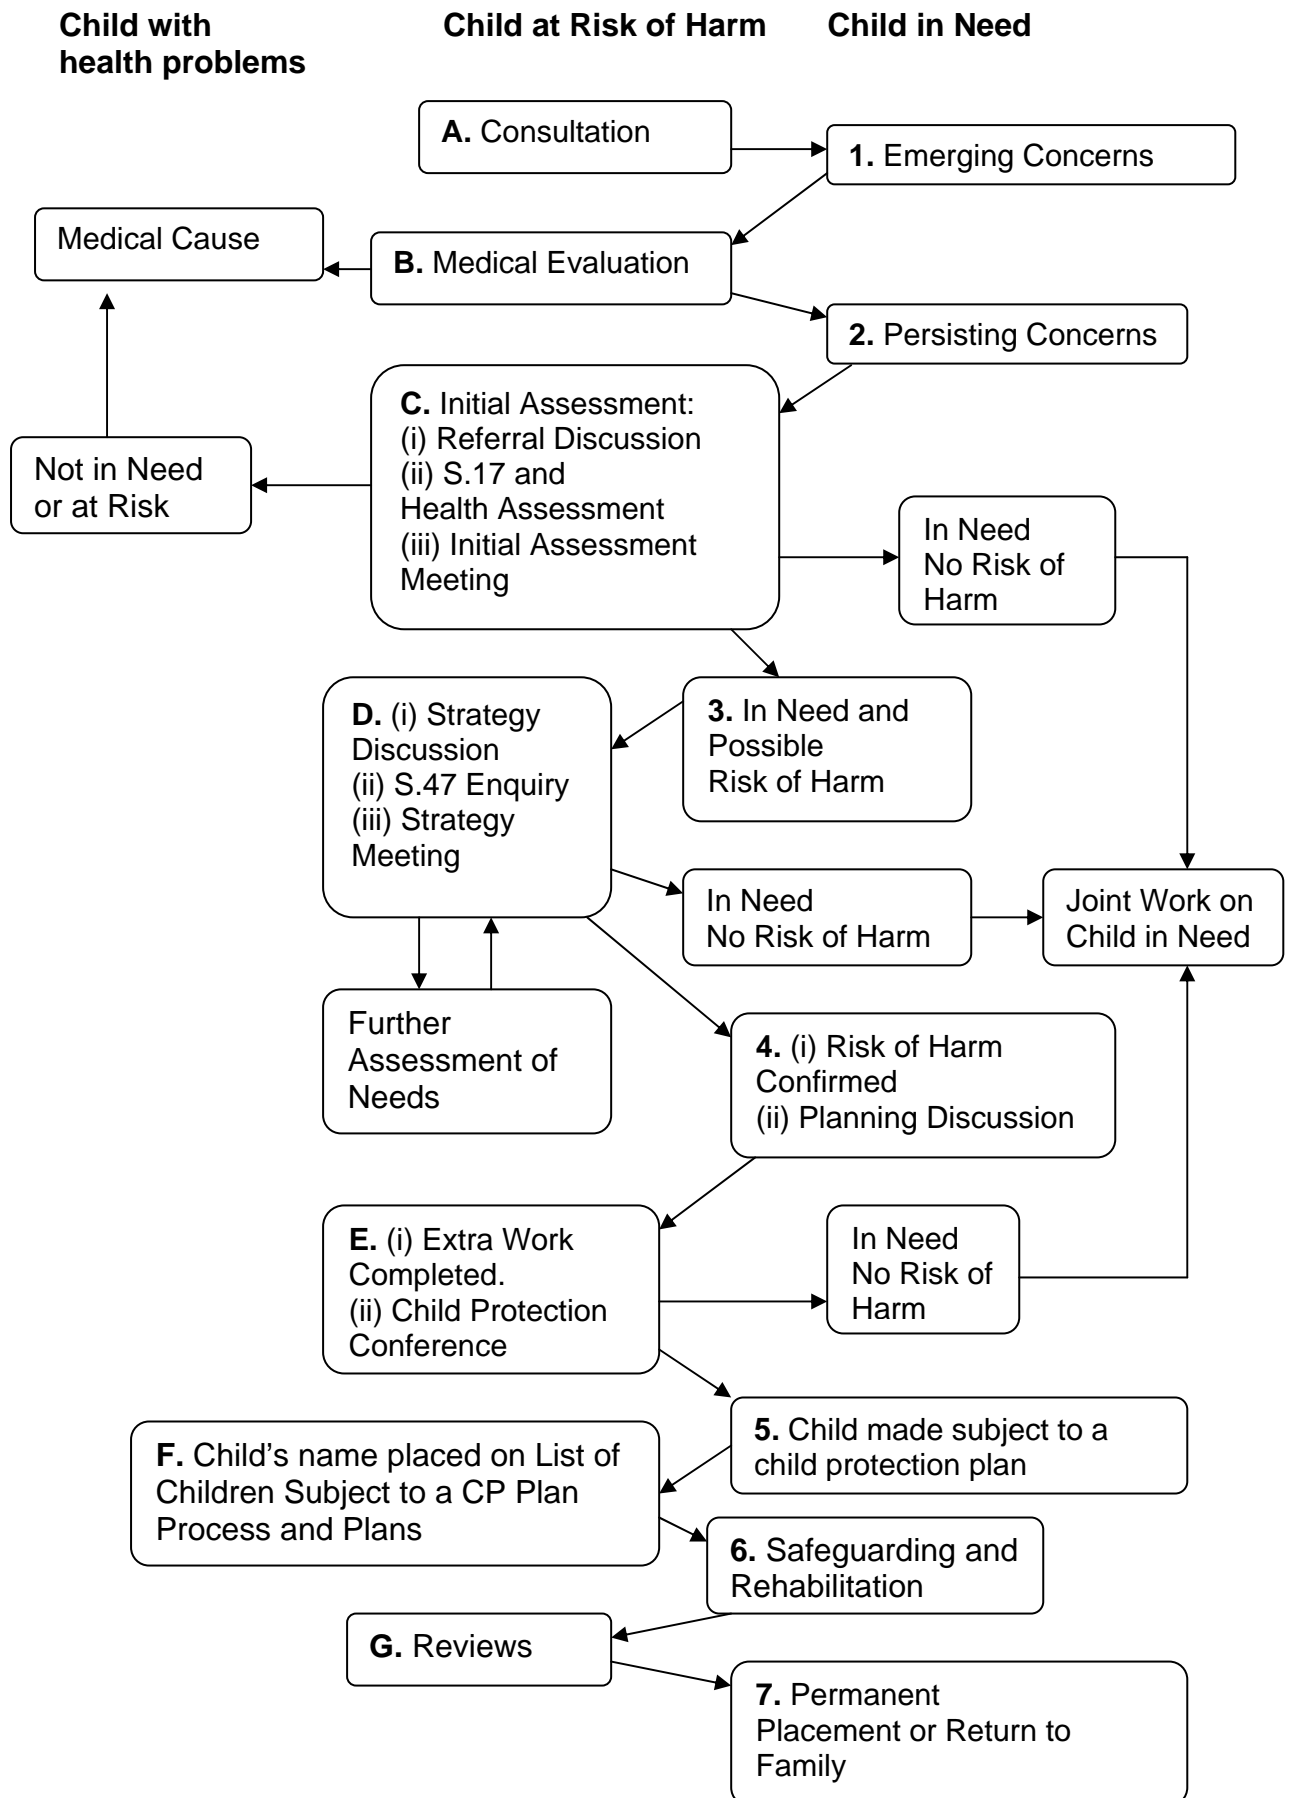 Child with
health problems
Child at Risk of Harm
Child in Need
A. Consultation
1. Emerging Concerns
Medical Cause
B. Medical Evaluation
2. Persisting Concerns
C. Initial Assessment:
(i) Referral Discussion
(ii) S.17 and
Health Assessment
(iii) Initial Assessment
Meeting
Not in Need
or at Risk
In Need
No Risk of
Harm
D. (i) Strategy
Discussion
(ii) S.47 Enquiry
(iii) Strategy
Meeting
3. In Need and
Possible
Risk of Harm
In Need
No Risk of Harm
Joint Work on
Child in Need
Further
Assessment of
Needs
4. (i) Risk of Harm
Confirmed
(ii) Planning Discussion
E. (i) Extra Work
Completed.
(ii) Child Protection
Conference
In Need
No Risk of
Harm
5. Child made subject to a
child protection plan
F. Child’s name placed on List of
Children Subject to a CP Plan
Process and Plans
6. Safeguarding and
Rehabilitation
G. Reviews
7. Permanent
Placement or Return to
Family